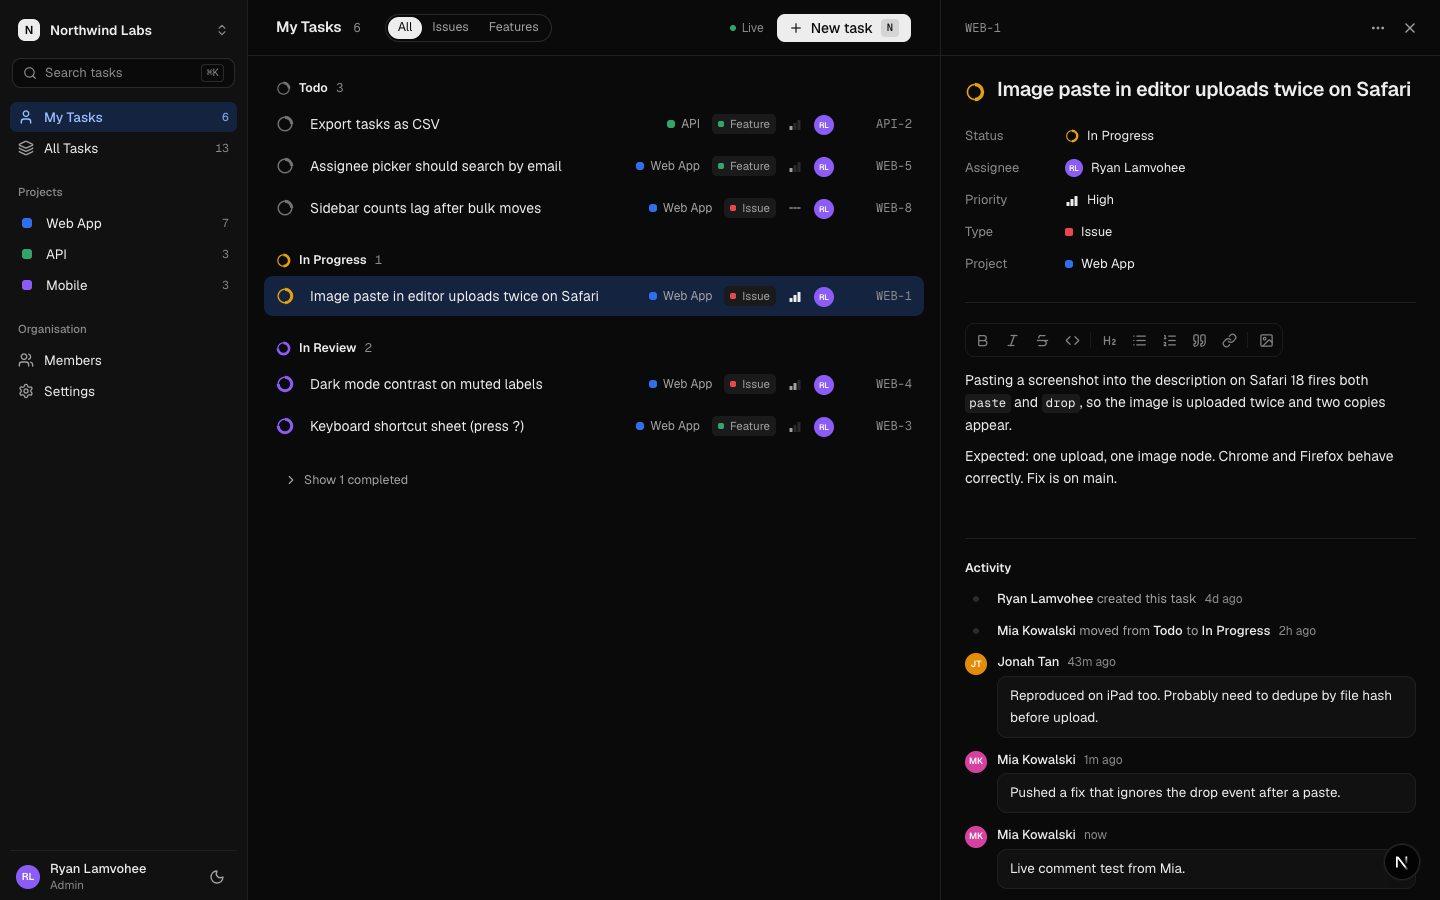 N Northwind Labs
Search tasks ⌘K
My Tasks 6
All Tasks 13
Projects
Web App 7
API 3
Mobile 3
Organisation
Members
Settings
RL Ryan Lamvohee
Admin
My Tasks 6 All Issues Features Live + New task N
Todo 3
Export tasks as CSV API Feature RL API-2
Assignee picker should search by email Web App Feature RL WEB-5
Sidebar counts lag after bulk moves Web App Issue RL WEB-8
In Progress 1
Image paste in editor uploads twice on Safari Web App Issue RL WEB-1
In Review 2
Dark mode contrast on muted labels Web App Issue RL WEB-4
Keyboard shortcut sheet (press ?) Web App Feature RL WEB-3
Show 1 completed
WEB-1
Image paste in editor uploads twice on Safari
Status In Progress
Assignee RL Ryan Lamvohee
Priority High
Type Issue
Project Web App
B I S H2
Pasting a screenshot into the description on Safari 18 fires both
paste and drop, so the image is uploaded twice and two copies
appear.
Expected: one upload, one image node. Chrome and Firefox behave
correctly. Fix is on main.
Activity
Ryan Lamvohee created this task 4d ago
Mia Kowalski moved from Todo to In Progress 2h ago
JT Jonah Tan 43m ago
Reproduced on iPad too. Probably need to dedupe by file hash
before upload.
MK Mia Kowalski 1m ago
Pushed a fix that ignores the drop event after a paste.
MK Mia Kowalski now
Live comment test from Mia.
N